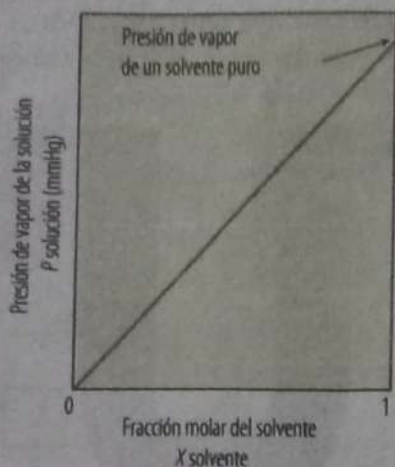 Presión de vapor
de un solvente puro
Presión de vapor de la solución
P solución (mmHg)
0
1
Fracción molar del solvente
X solvente